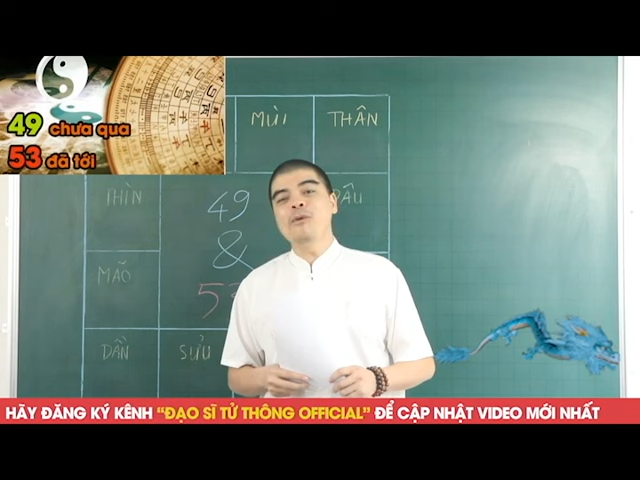 49 chưa qua
53 đã tới
MÙI THÂN
THÌN 49 DẬU
&
MÃO 53
DẦN SỬU
HÃY ĐĂNG KÝ KÊNH “ĐẠO SĨ TỬ THÔNG OFFICIAL” ĐỂ CẬP NHẬT VIDEO MỚI NHẤT